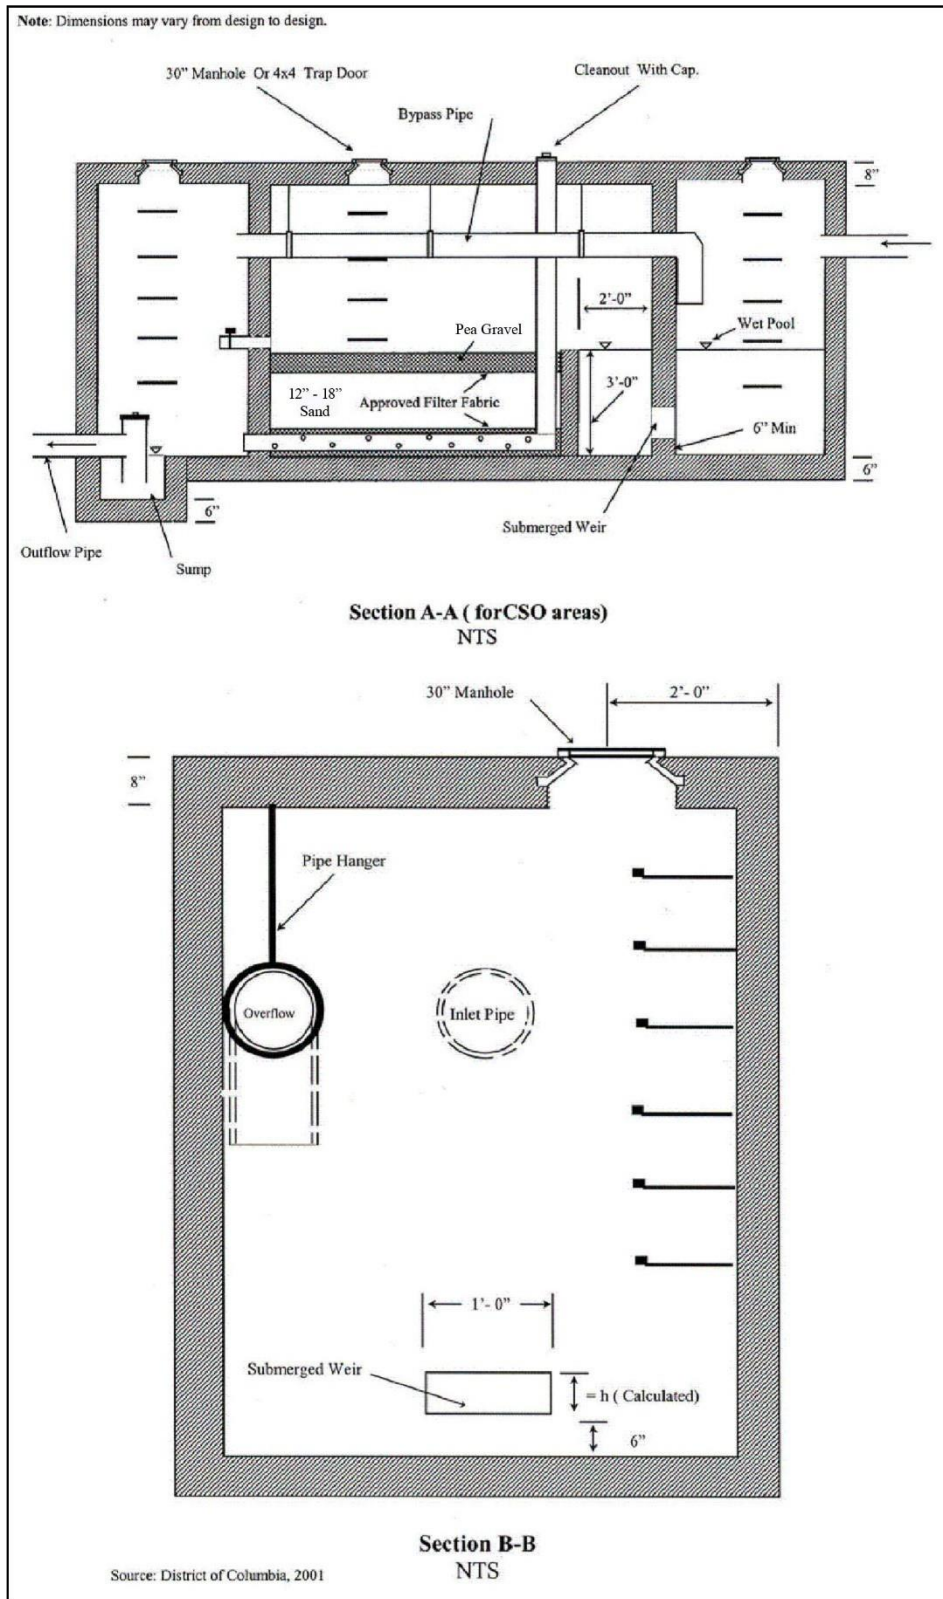 Note: Dimensions may vary from design to design.
30” Manhole Or 4x4 Trap Door
Cleanout With Cap.
Bypass Pipe
8”
2’-0”
Wet Pool
Pea Gravel
3’-0”
12” - 18”
Sand
Approved Filter Fabric
6” Min
6”
Submerged Weir
6”
Outflow Pipe
Sump
Section A-A ( forCSO areas)
NTS
30” Manhole
2’- 0”
8”
Pipe Hanger
Overflow
Inlet Pipe
1’- 0”
Submerged Weir
= h ( Calculated)
6”
Section B-B
NTS
Source: District of Columbia, 2001